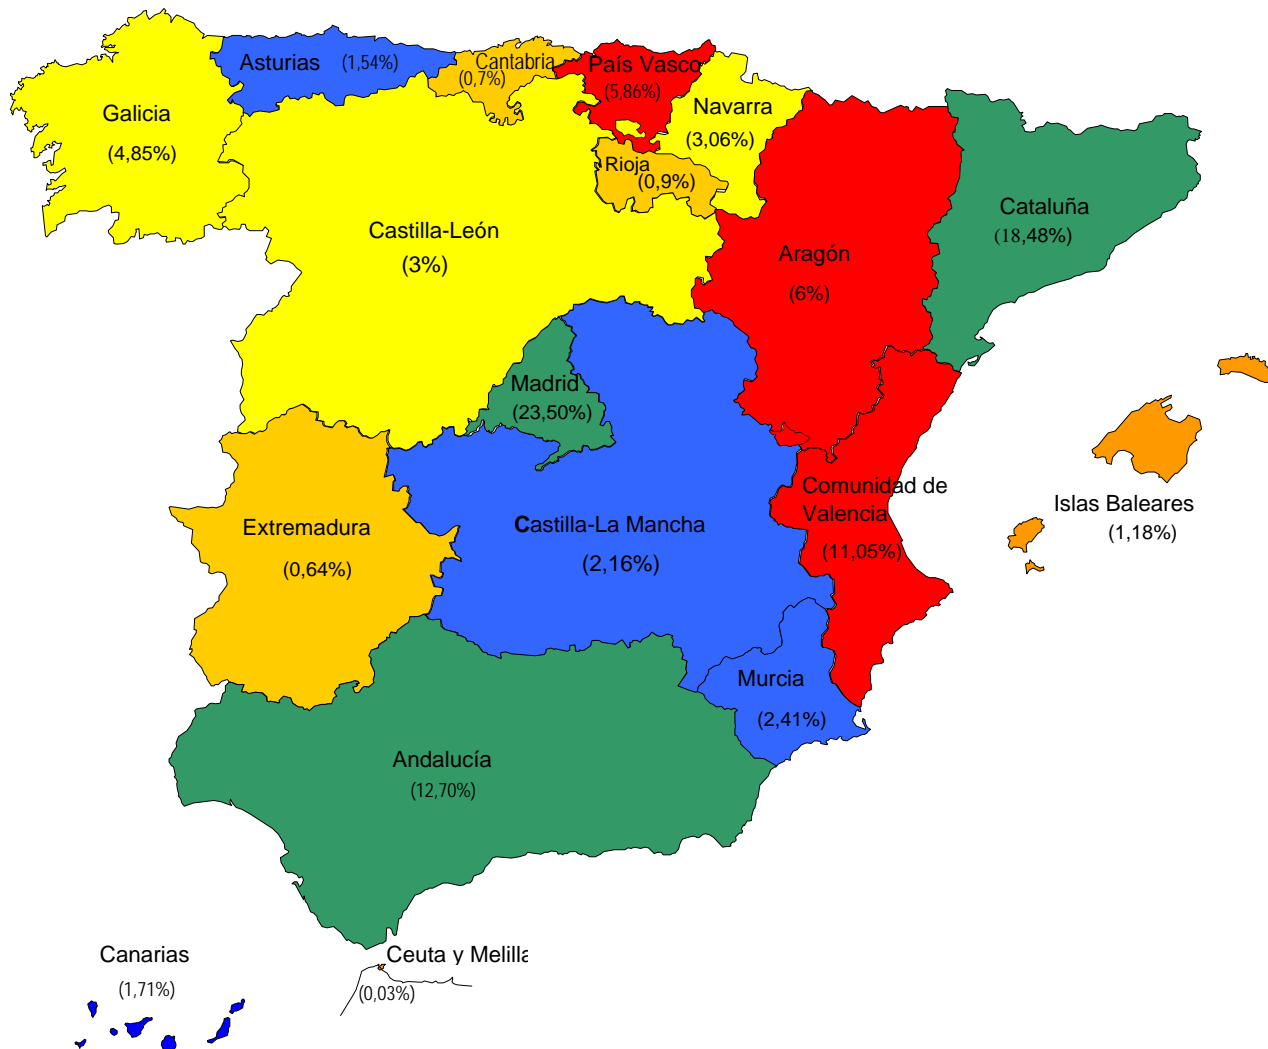 Asturias (1,54%)
Cantabria
(0,7%)
País Vasco
(5,86%)
Galicia
(4,85%)
Navarra
(3,06%)
Rioja
(0,9%)
Castilla-León
(3%)
Aragón
(6%)
Cataluña
(18,48%)
Madrid
(23,50%)
Comunidad de
Valencia
(11,05%)
Islas Baleares
(1,18%)
Extremadura
(0,64%)
Castilla-La Mancha
(2,16%)
Murcia
(2,41%)
Andalucía
(12,70%)
Canarias
(1,71%)
Ceuta y Melilla
(0,03%)